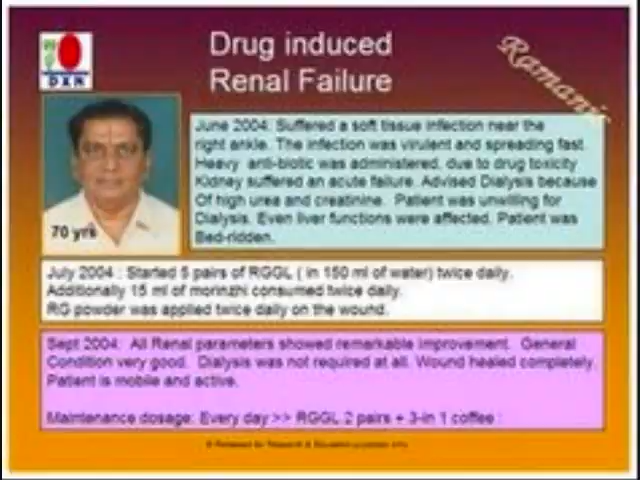 Drug induced
Renal Failure
Ramanis
DXN
70 yrs
June 2004: Suffered a soft tissue infection near the
right ankle. The infection was virulent and spreading fast.
Heavy anti-biotic was administered, due to drug toxicity
Kidney suffered an acute failure. Advised Dialysis because
Of high urea and creatinine. Patient was unwilling for
Dialysis. Even liver functions were affected. Patient was
Bed-ridden.
July 2004 : Started 5 pairs of RGGL ( in 150 ml of water) twice daily.
Additionally 15 ml of morinzhi consumed twice daily.
RG powder was applied twice daily on the wound.
Sept 2004: All Renal parameters showed remarkable improvement. General
Condition very good. Dialysis was not required at all. Wound healed completely.
Patient is mobile and active.
Maintenance dosage: Every day >> RGGL 2 pairs + 3-in 1 coffee :
for Research & Education